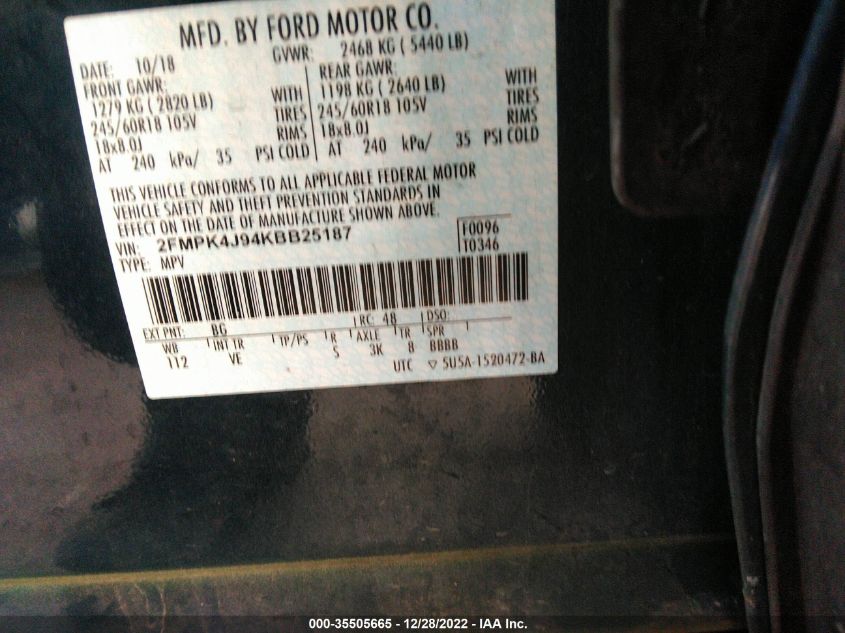 MFD. BY FORD MOTOR CO.
DATE: 10/18 GVWR: 2468 KG ( 5440 LB)
FRONT GAWR: REAR GAWR:
1279 KG ( 2820 LB) WITH 1198 KG ( 2640 LB) WITH
245/60R18 105V TIRES 245/60R18 105V TIRES
18x8.0J RIMS 18x8.0J RIMS
AT 240 kPa/ 35 PSI COLD AT 240 kPa/ 35 PSI COLD
THIS VEHICLE CONFORMS TO ALL APPLICABLE FEDERAL MOTOR
VEHICLE SAFETY AND THEFT PREVENTION STANDARDS IN
EFFECT ON THE DATE OF MANUFACTURE SHOWN ABOVE.
VIN: 2FMPK4J94KBB25187 F0096
TYPE: MPV T0346
EXT PNT: BG RC: 48 DSO:
WB INT TR TP/PS R AXLE TR SPR
112 VE 5 3K 8 BBBB
UTC ▽ 5U5A-1520472-BA
000-35505665 - 12/28/2022 - IAA Inc.